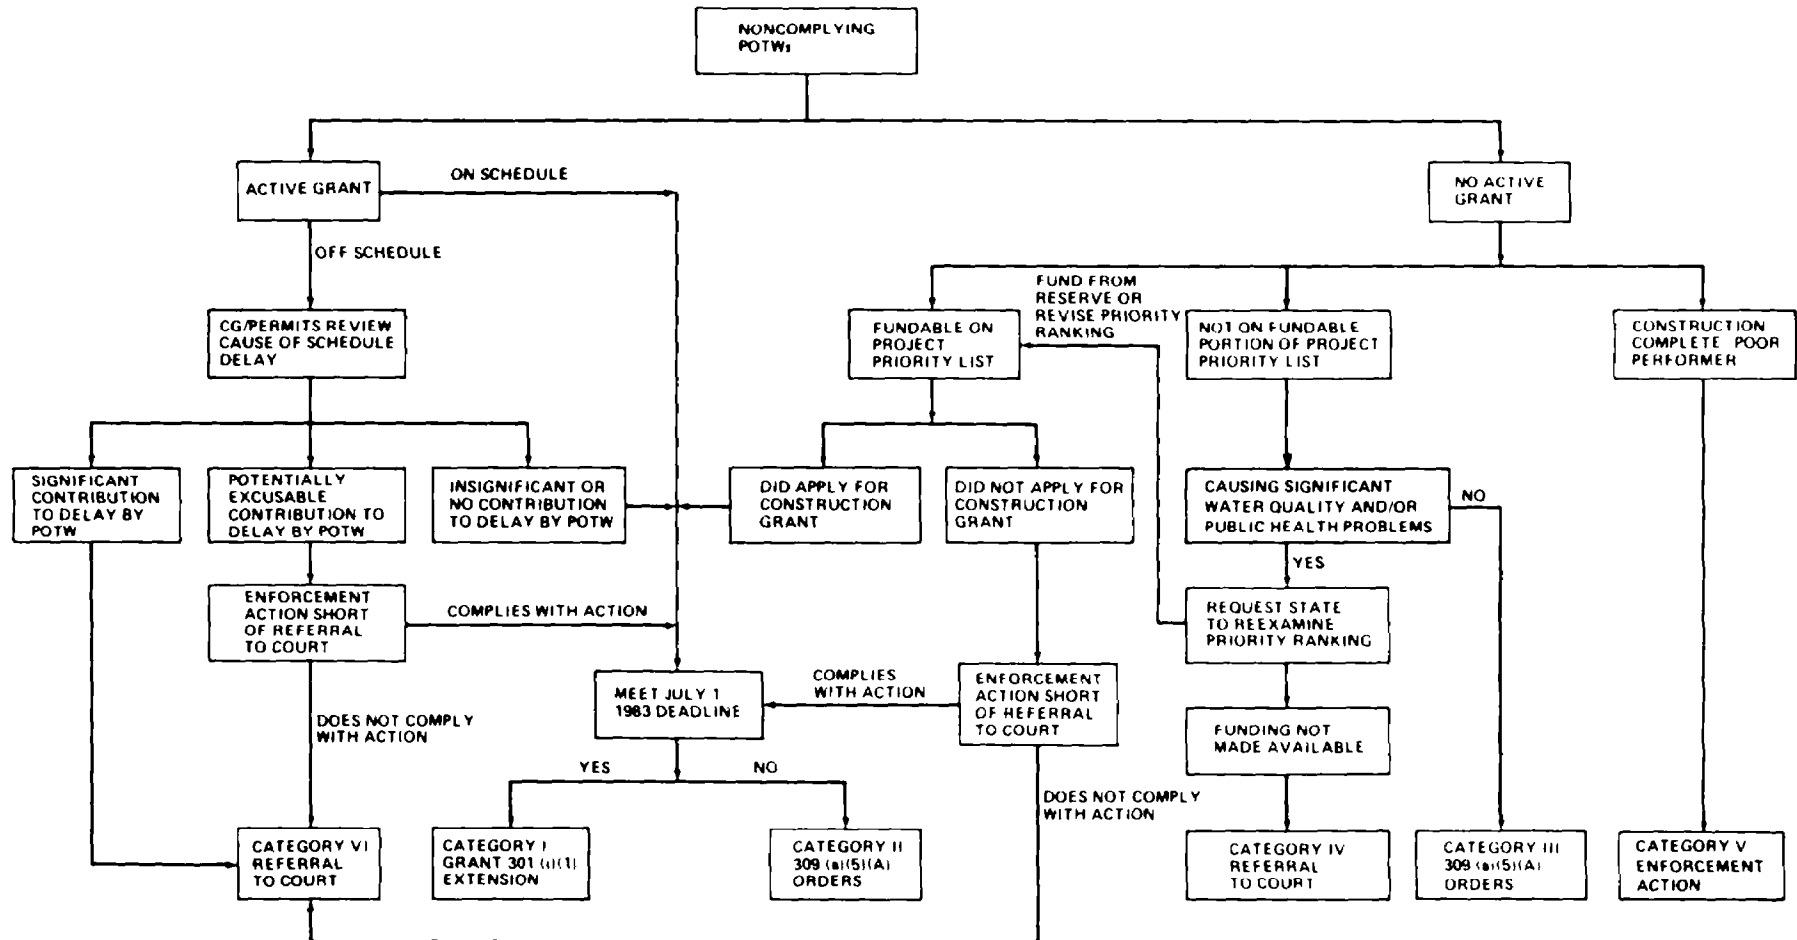 NONCOMPLYING
POTWs
ACTIVE GRANT
ON SCHEDULE
NO ACTIVE
GRANT
OFF SCHEDULE
FUND FROM
RESERVE OR
REVISE PRIORITY
RANKING
CG/PERMITS REVIEW
CAUSE OF SCHEDULE
DELAY
FUNDABLE ON
PROJECT
PRIORITY LIST
NOT ON FUNDABLE
PORTION OF PROJECT
PRIORITY LIST
CONSTRUCTION
COMPLETE POOR
PERFORMER
SIGNIFICANT
CONTRIBUTION
TO DELAY BY
POTW
POTENTIALLY
EXCUSABLE
CONTRIBUTION TO
DELAY BY POTW
INSIGNIFICANT OR
NO CONTRIBUTION
TO DELAY BY POTW
DID APPLY FOR
CONSTRUCTION
GRANT
DID NOT APPLY FOR
CONSTRUCTION
GRANT
CAUSING SIGNIFICANT
WATER QUALITY AND/OR
PUBLIC HEALTH PROBLEMS
NO
YES
ENFORCEMENT
ACTION SHORT
OF REFERRAL
TO COURT
COMPLIES WITH ACTION
REQUEST STATE
TO REEXAMINE
PRIORITY RANKING
MEET JULY 1
1983 DEADLINE
COMPLIES
WITH ACTION
ENFORCEMENT
ACTION SHORT
OF REFERRAL
TO COURT
DOES NOT COMPLY
WITH ACTION
FUNDING NOT
MADE AVAILABLE
YES
NO
DOES NOT COMPLY
WITH ACTION
CATEGORY VI
REFERRAL
TO COURT
CATEGORY I
GRANT 301 (i)(1)
EXTENSION
CATEGORY II
309 (a)(5)(A)
ORDERS
CATEGORY IV
REFERRAL
TO COURT
CATEGORY III
309 (a)(5)(A)
ORDERS
CATEGORY V
ENFORCEMENT
ACTION